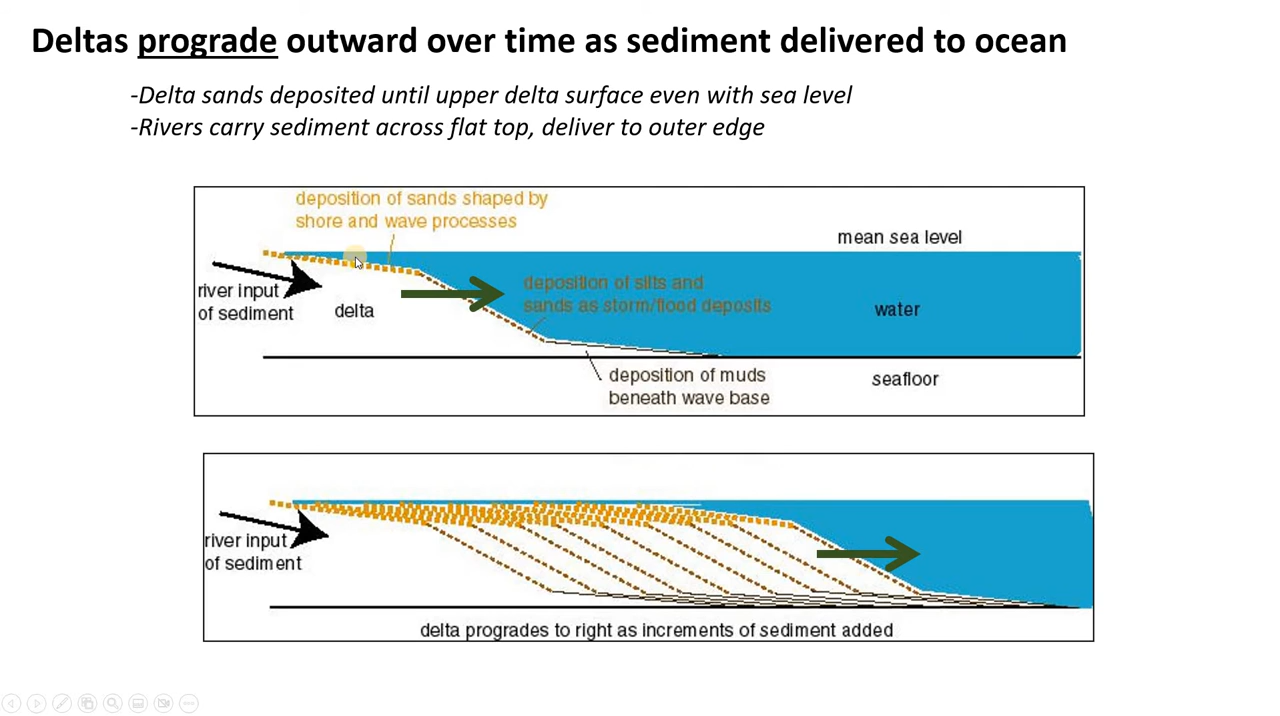 Deltas prograde outward over time as sediment delivered to ocean
-Delta sands deposited until upper delta surface even with sea level
-Rivers carry sediment across flat top, deliver to outer edge
deposition of sands shaped by
shore and wave processes
mean sea level
river input
of sediment
delta
deposition of silts and
sands as storm/flood deposits
water
deposition of muds
beneath wave base
seafloor
river input
of sediment
delta progrades to right as increments of sediment added